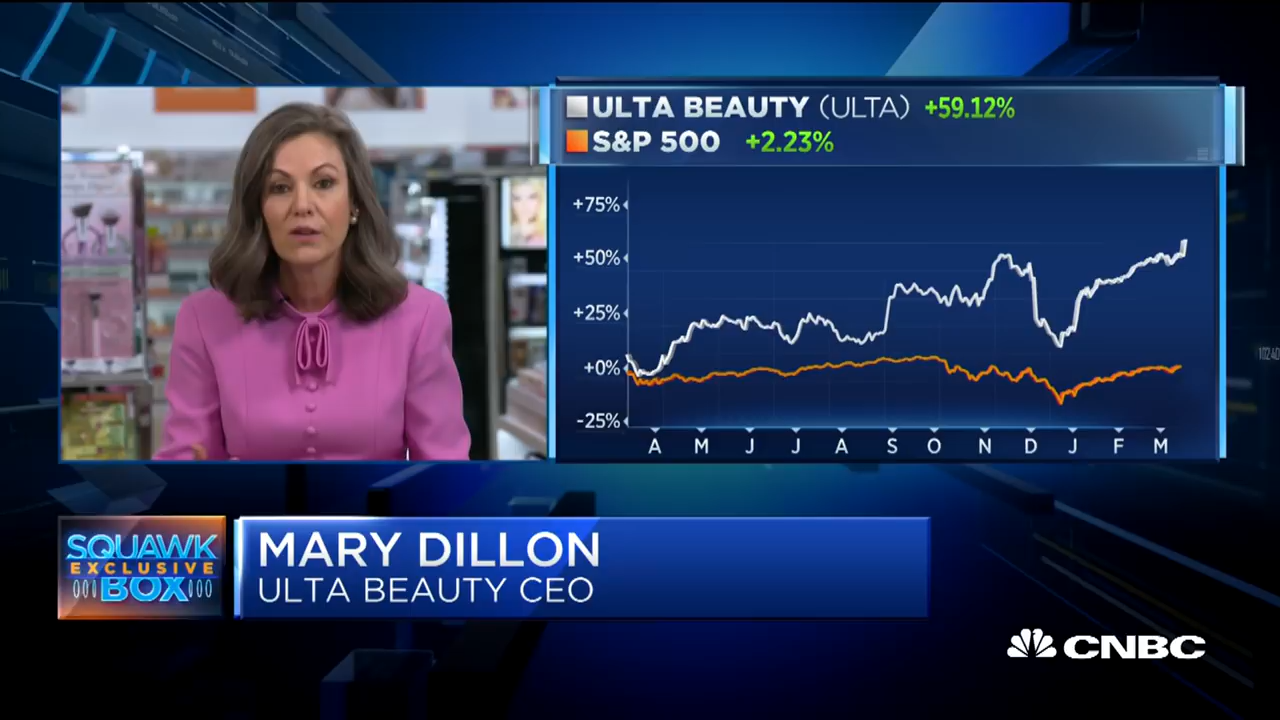 ULTA BEAUTY (ULTA) +59.12%
S&P 500 +2.23%
+75%
+50%
+25%
+0%
-25%
A M J J A S O N D J F M
SQUAWK
EXCLUSIVE
BOX
MARY DILLON
ULTA BEAUTY CEO
CNBC